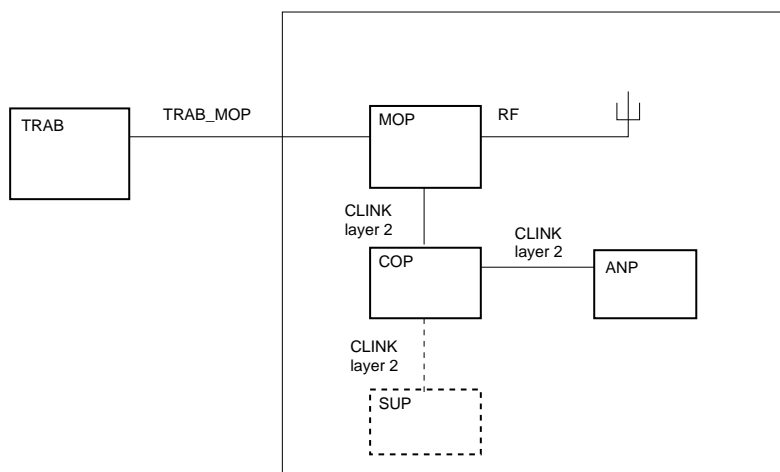 TRAB
TRAB_MOP
MOP
RF
CLINK
layer 2
COP
CLINK
layer 2
ANP
CLINK
layer 2
SUP